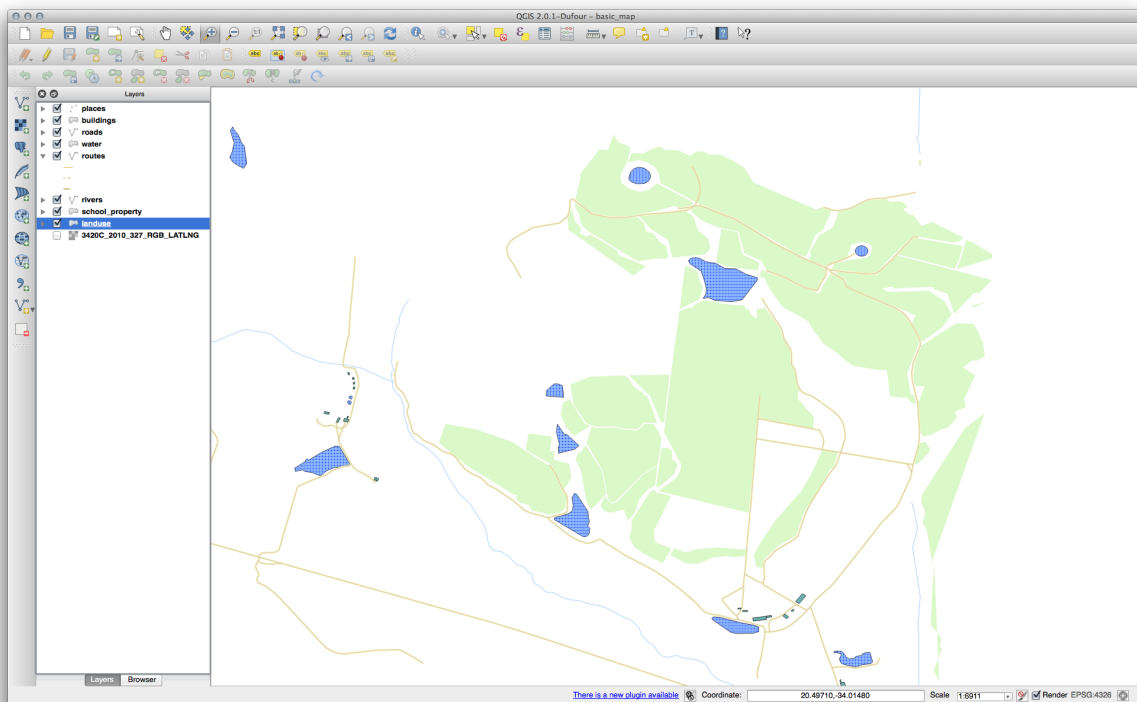 QGIS 2.0.1-Dufour - basic_map
Layers
places
buildings
roads
water
routes
rivers
school_property
landuse
3420C_2010_327_RGB_LATLNG
Layers Browser
There is a new plugin available Coordinate: 20.49710,-34.01480 Scale 1:6911 Render EPSG:4326